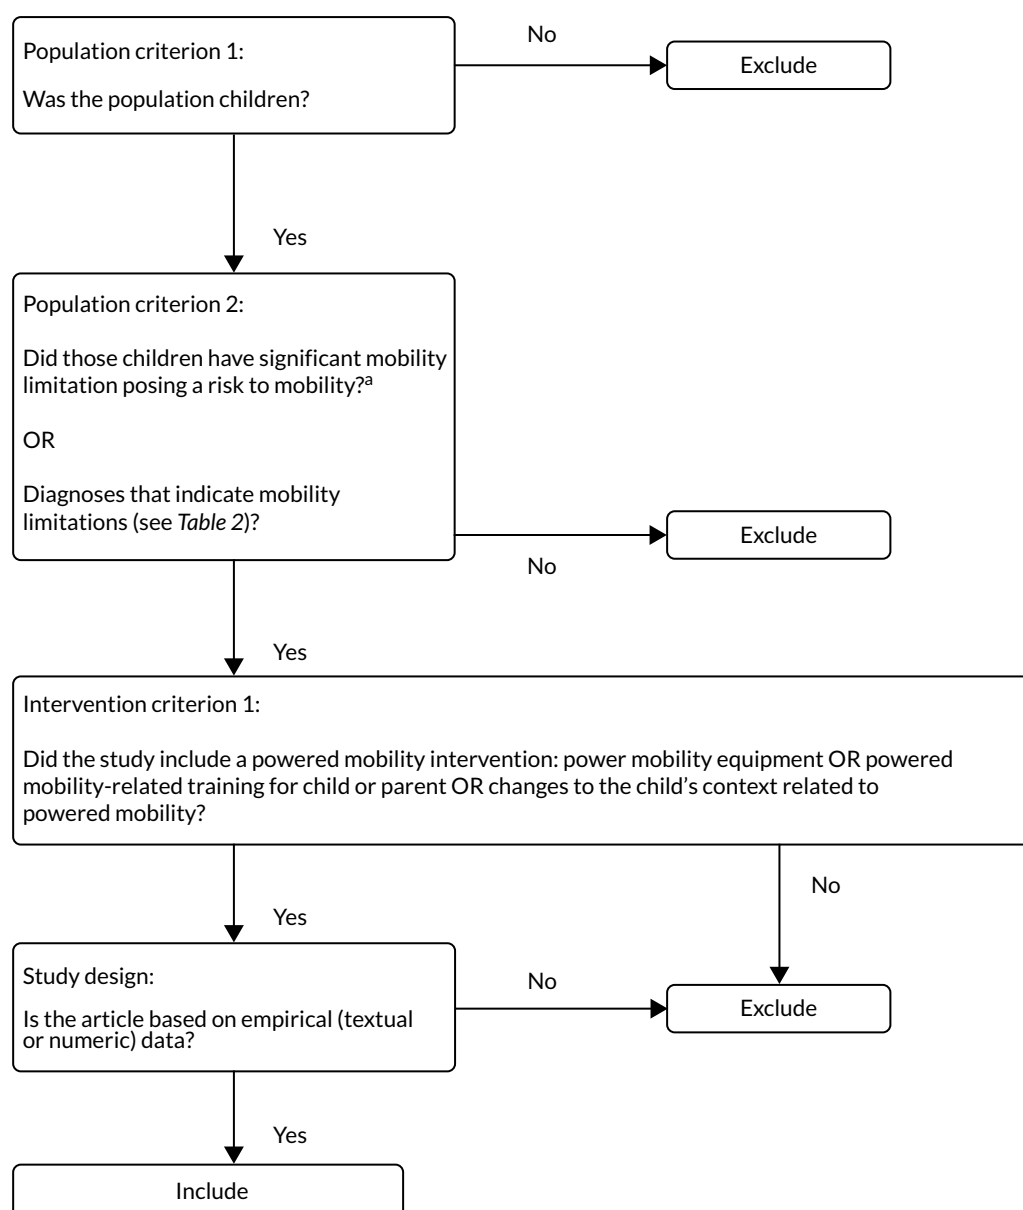 Population criterion 1:
Was the population children?
No
Exclude
Yes
Population criterion 2:
Did those children have significant mobility
limitation posing a risk to mobility?a
OR
Diagnoses that indicate mobility
limitations (see Table 2)?
No
Exclude
Yes
Intervention criterion 1:
Did the study include a powered mobility intervention: power mobility equipment OR powered
mobility-related training for child or parent OR changes to the child's context related to
powered mobility?
No
Yes
Study design:
Is the article based on empirical (textual
or numeric) data?
No
Exclude
Yes
Include